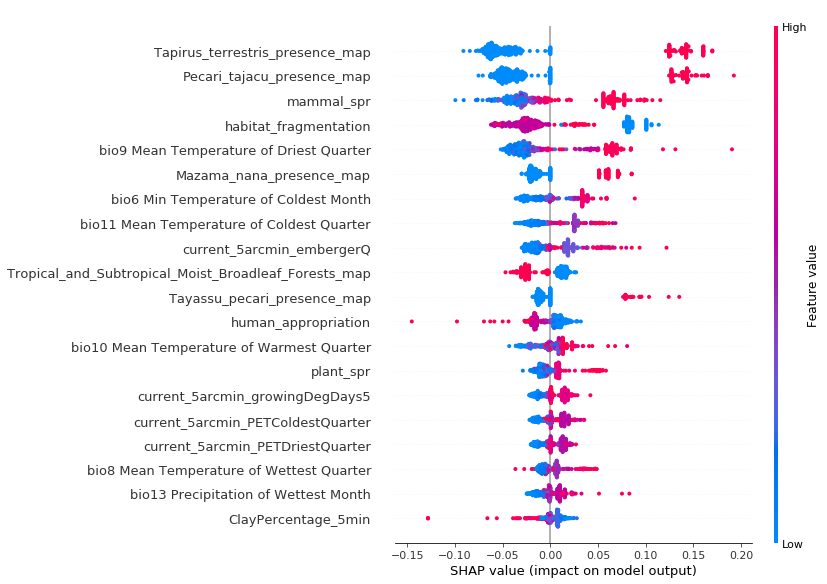 High
Tapirus_terrestris_presence_map
Pecari_tajacu_presence_map
mammal_spr
habitat_fragmentation
bio9 Mean Temperature of Driest Quarter
Mazama_nana_presence_map
bio6 Min Temperature of Coldest Month
bio11 Mean Temperature of Coldest Quarter
current_5arcmin_embergerQ
Tropical_and_Subtropical_Moist_Broadleaf_Forests_map
Tayassu_pecari_presence_map
human_appropriation
bio10 Mean Temperature of Warmest Quarter
plant_spr
current_5arcmin_growingDegDays5
current_5arcmin_PETColdestQuarter
current_5arcmin_PETDriestQuarter
bio8 Mean Temperature of Wettest Quarter
bio13 Precipitation of Wettest Month
ClayPercentage_5min
Feature value
Low
−0.15 −0.10 −0.05 0.00 0.05 0.10 0.15 0.20
SHAP value (impact on model output)